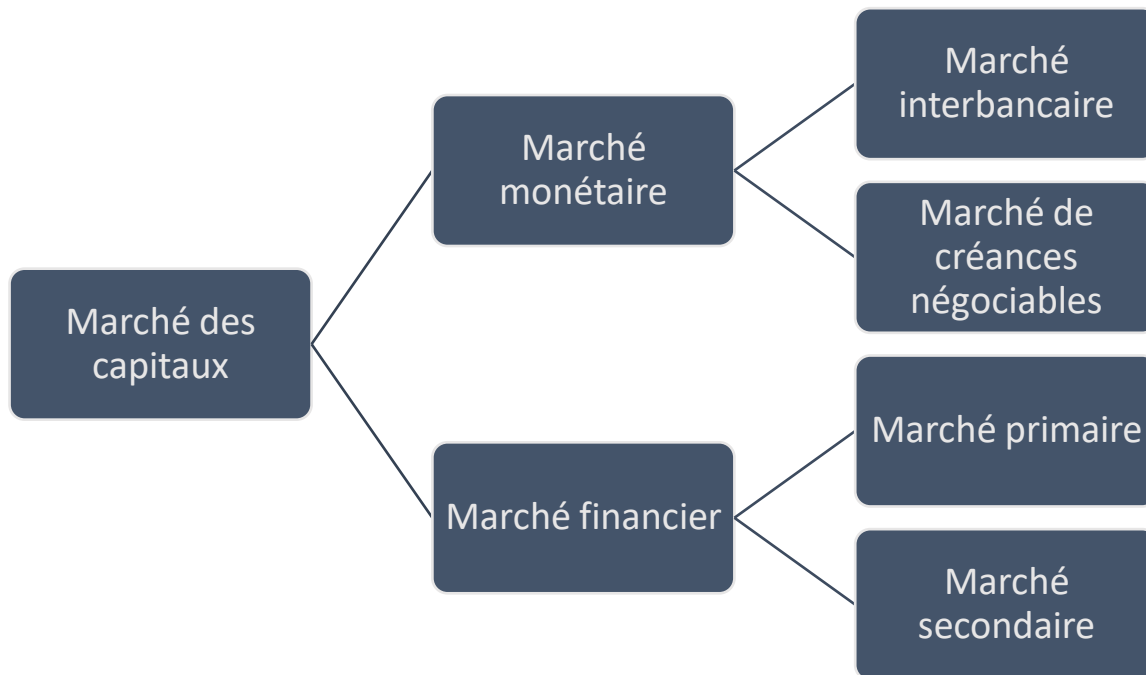 Marché des
capitaux
Marché
monétaire
Marché
interbancaire
Marché de
créances
négociables
Marché financier
Marché primaire
Marché
secondaire